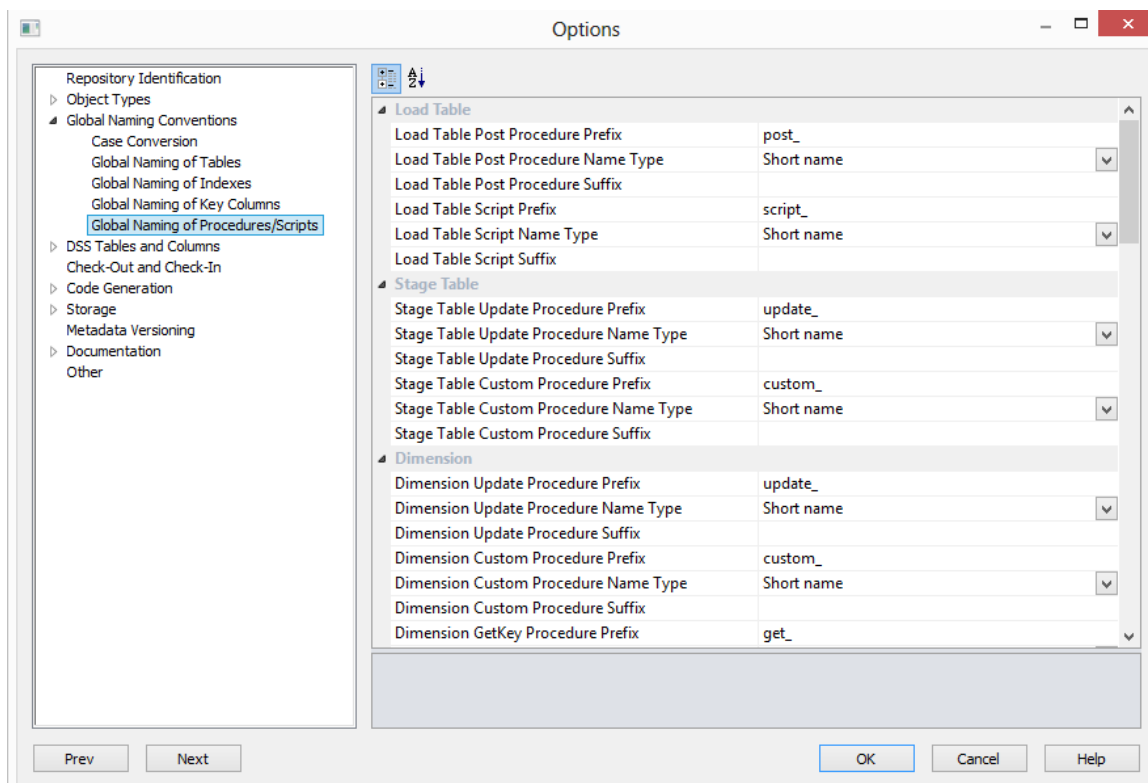 Options
Repository Identification
Object Types
Global Naming Conventions
Case Conversion
Global Naming of Tables
Global Naming of Indexes
Global Naming of Key Columns
Global Naming of Procedures/Scripts
DSS Tables and Columns
Check-Out and Check-In
Code Generation
Storage
Metadata Versioning
Documentation
Other
A
Z
Load Table
Load Table Post Procedure Prefix post_
Load Table Post Procedure Name Type Short name
Load Table Post Procedure Suffix
Load Table Script Prefix script_
Load Table Script Name Type Short name
Load Table Script Suffix
Stage Table
Stage Table Update Procedure Prefix update_
Stage Table Update Procedure Name Type Short name
Stage Table Update Procedure Suffix
Stage Table Custom Procedure Prefix custom_
Stage Table Custom Procedure Name Type Short name
Stage Table Custom Procedure Suffix
Dimension
Dimension Update Procedure Prefix update_
Dimension Update Procedure Name Type Short name
Dimension Update Procedure Suffix
Dimension Custom Procedure Prefix custom_
Dimension Custom Procedure Name Type Short name
Dimension Custom Procedure Suffix
Dimension GetKey Procedure Prefix get_
Prev Next OK Cancel Help